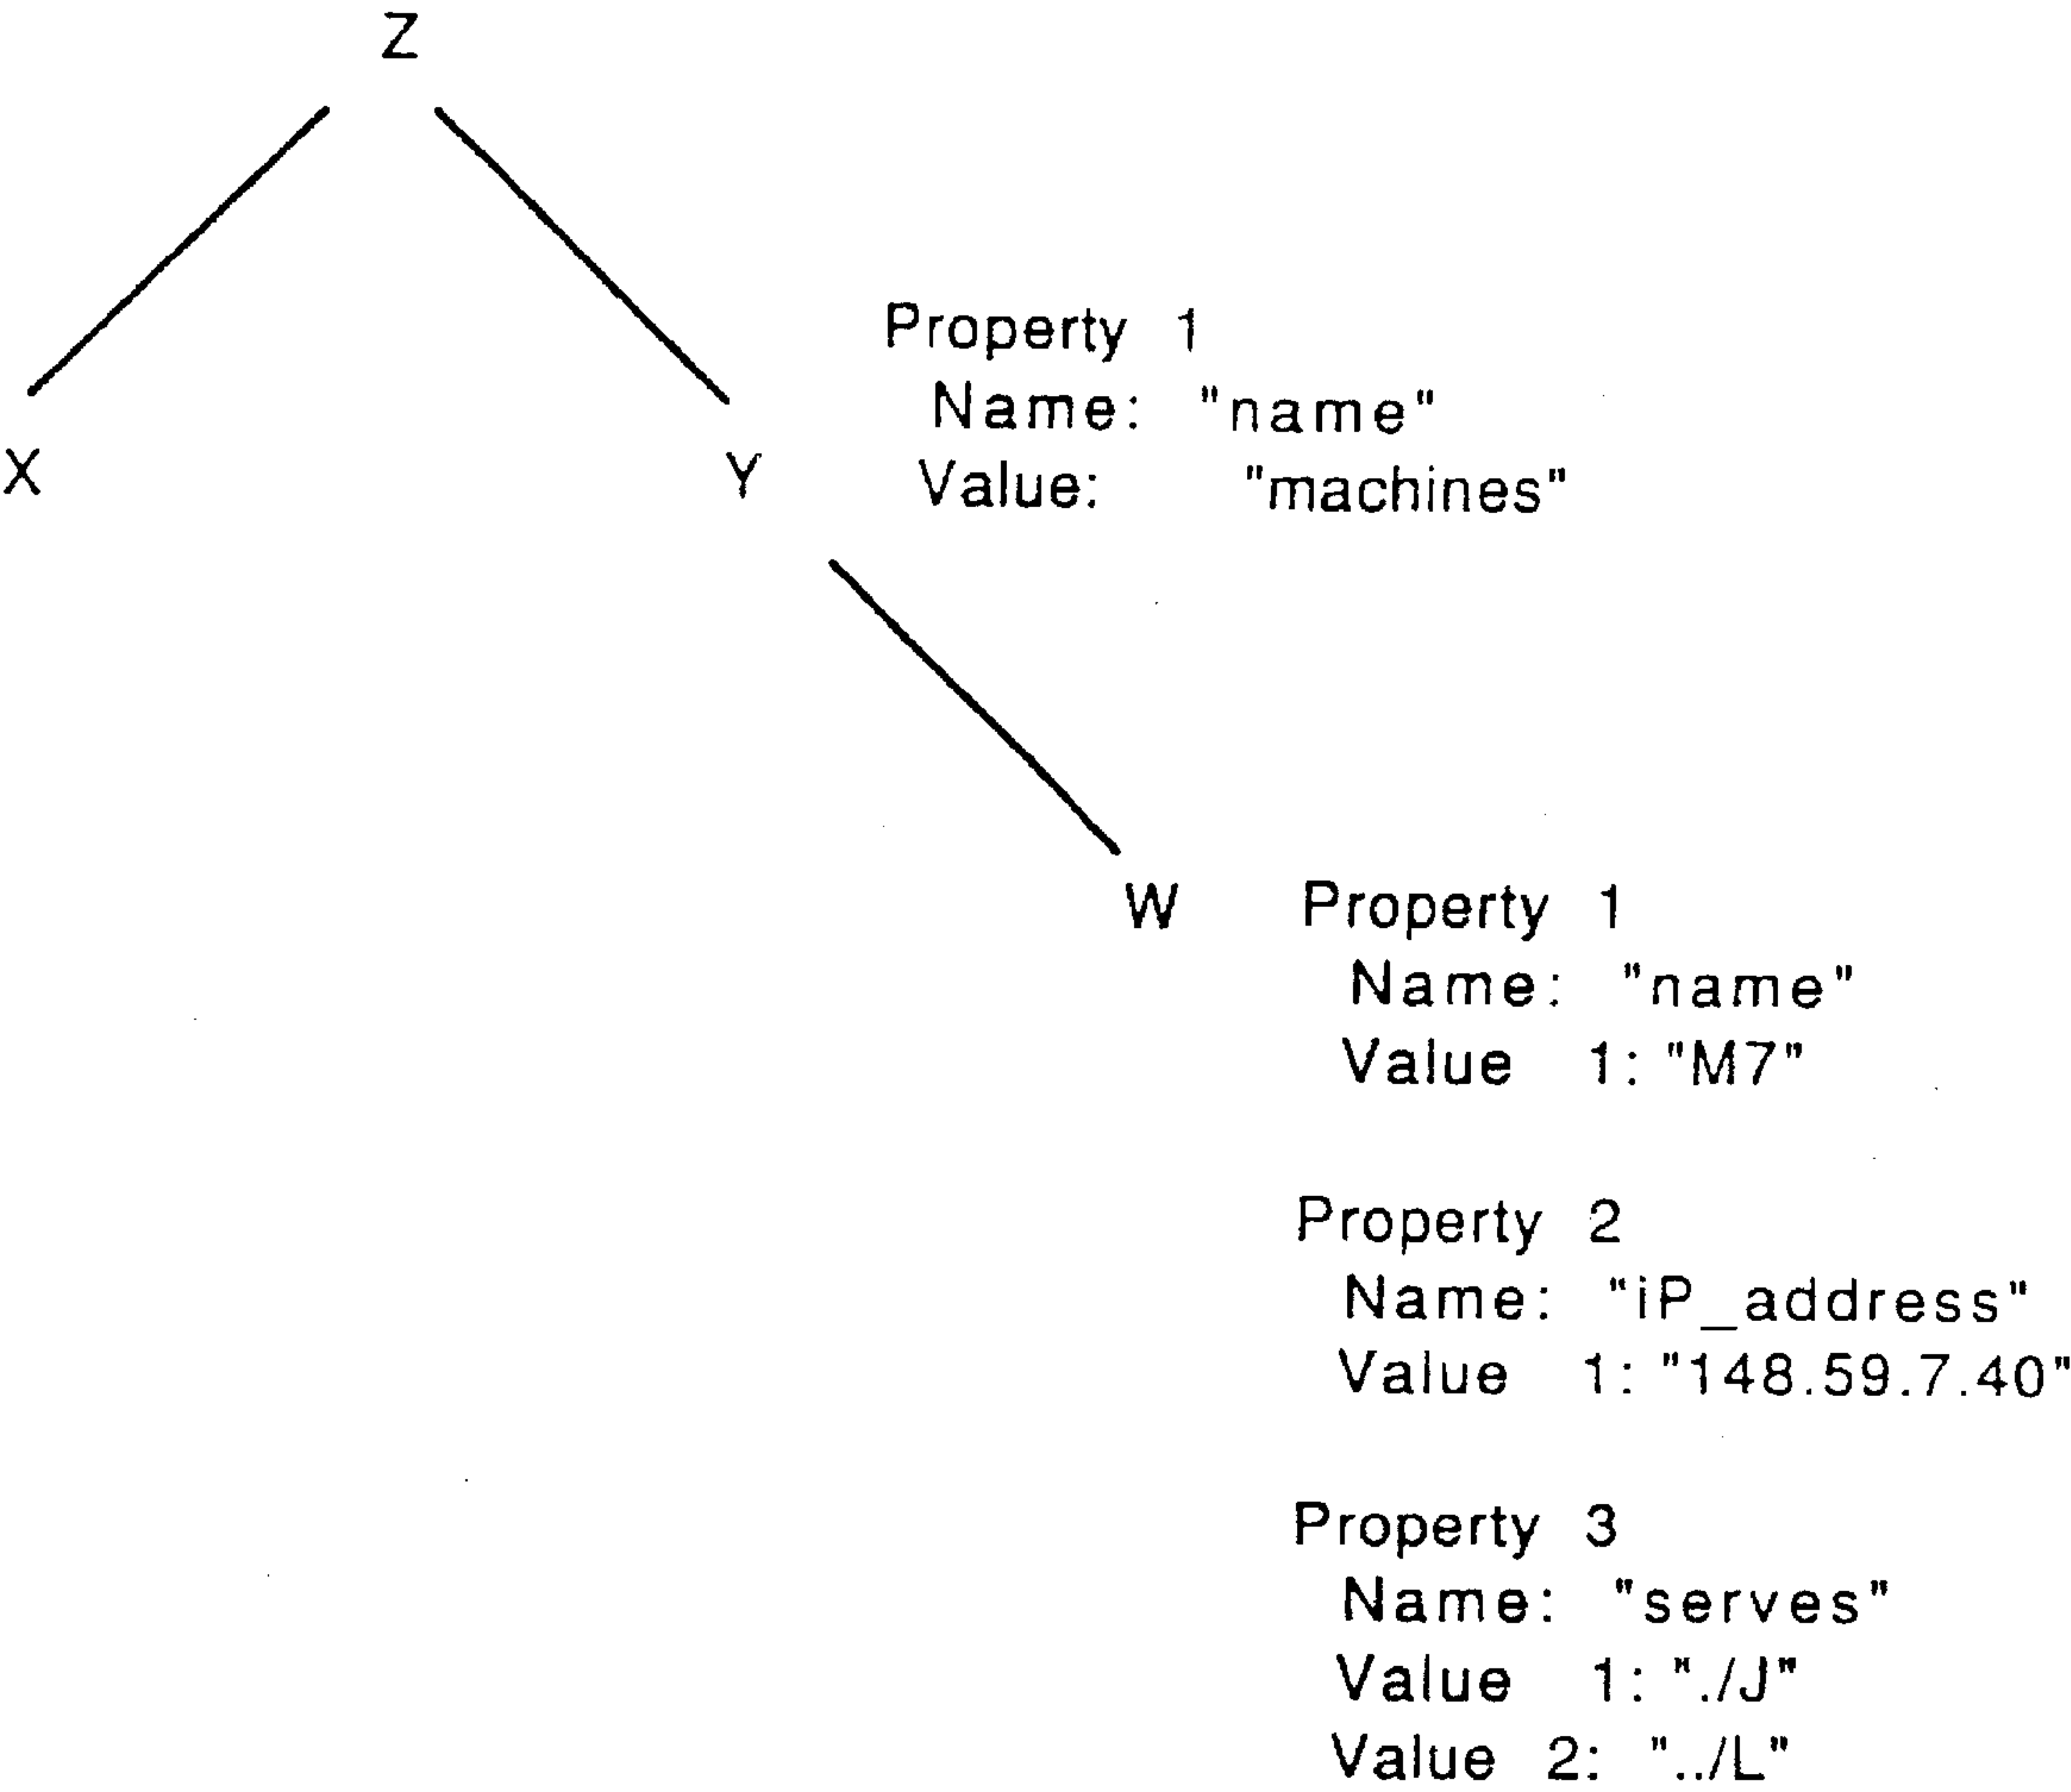 Z
Property 1
Name: "name"
X
Y
Value: "machines"
W
Property 1
Name: "name"
Value 1: "M7"
Property 2
Name: "iP_address"
Value 1: "148.59.7.40"
Property 3
Name: "serves"
Value 1: "./J"
Value 2: "../L"